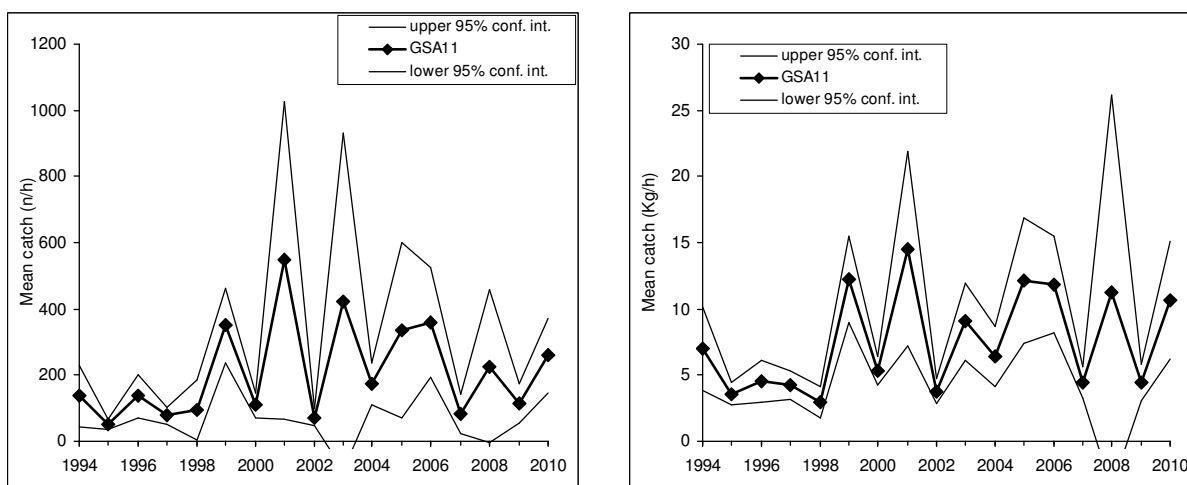 upper 95% conf. int.
GSA11
lower 95% conf. int.
Mean catch (n/h)
1200
1000
800
600
400
200
0
1994 1996 1998 2000 2002 2004 2006 2008 2010
upper 95% conf. int.
GSA11
lower 95% conf. int.
Mean catch (Kg/h)
30
25
20
15
10
5
0
1994 1996 1998 2000 2002 2004 2006 2008 2010